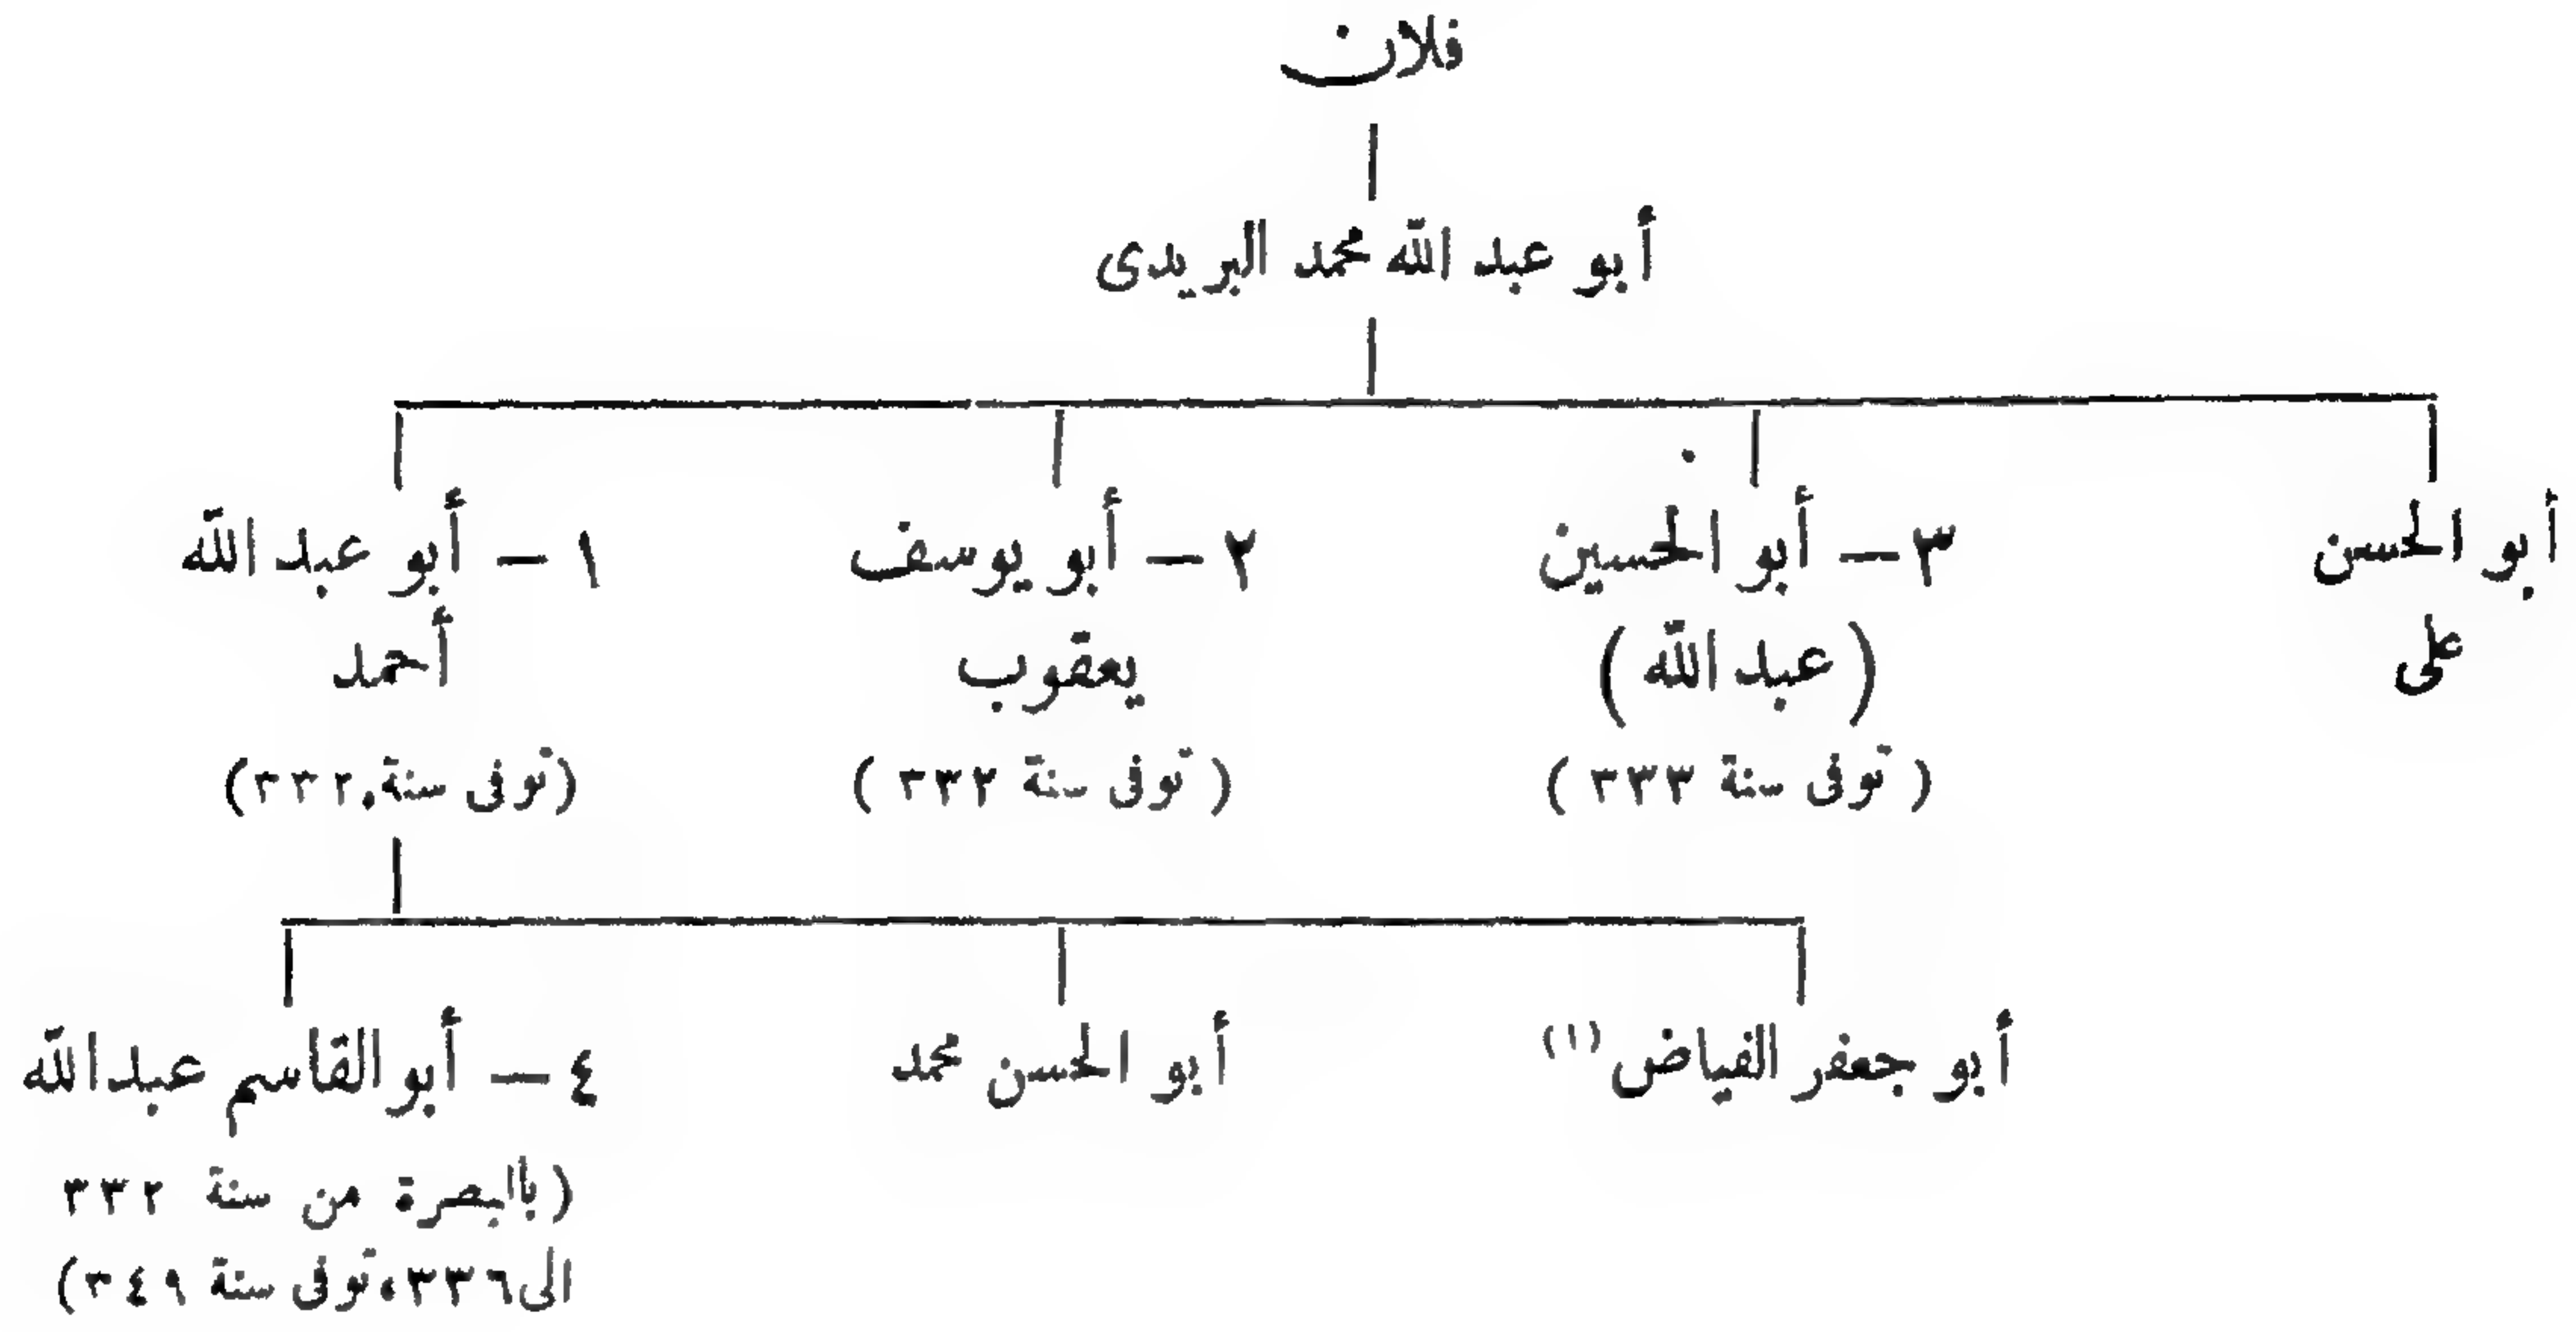 فلان
أبو عبد الله محمد البريدى
أبو الحسن
على
٣ — أبو الحسين
(عبد الله)
(توفى سنة ٣٣٣)
٢ — أبو يوسف
يعقوب
(توفى سنة ٣٣٢)
١ — أبو عبد الله
أحمد
(توفى سنة ٣٣٢)
أبو جعفر الفياض (١)
أبو الحسن محمد
٤ — أبو القاسم عبد الله
(بالبصرة من سنة ٣٣٢
الى ٣٣٦، توفى سنة ٣٤٩)